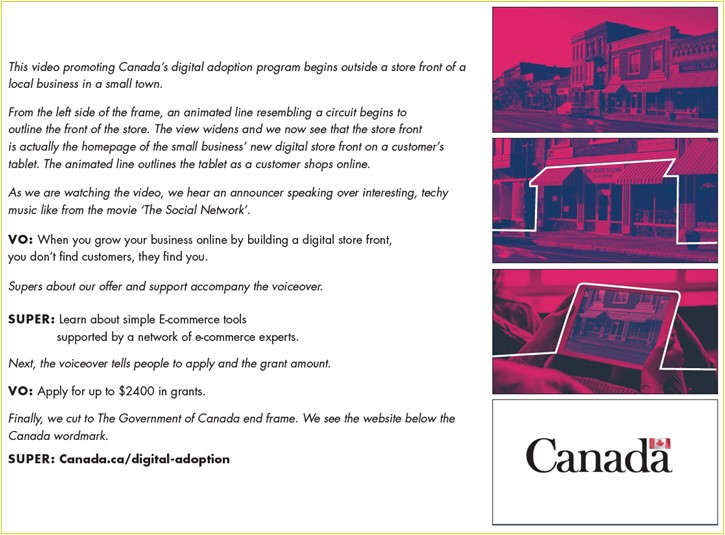 This video promoting Canada's digital adoption program begins outside a store front of a
local business in a small town.
From the left side of the frame, an animated line resembling a circuit begins to
outline the front of the store. The view widens and we now see that the store front
is actually the homepage of the small business' new digital store front on a customer's
tablet. The animated line outlines the tablet as a customer shops online.
As we are watching the video, we hear an announcer speaking over interesting, techy
music like from the movie 'The Social Network'.
VO: When you grow your business online by building a digital store front,
you don't find customers, they find you.
Supers about our offer and support accompany the voiceover.
SUPER: Learn about simple E-commerce tools
supported by a network of e-commerce experts.
Next, the voiceover tells people to apply and the grant amount.
VO: Apply for up to $2400 in grants.
Finally, we cut to The Government of Canada end frame. We see the website below the
Canada wordmark.
SUPER: Canada.ca/digital-adoption
Canada